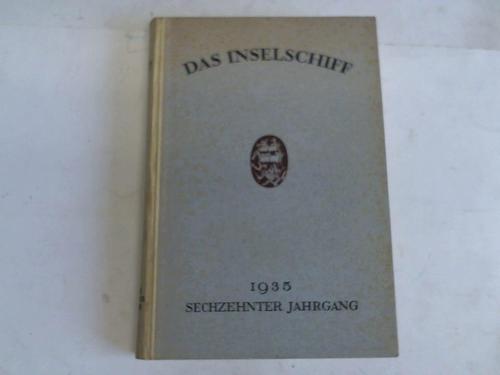 DAS INSELSCHIFF
1935
SECHZEHNTER JAHRGANG